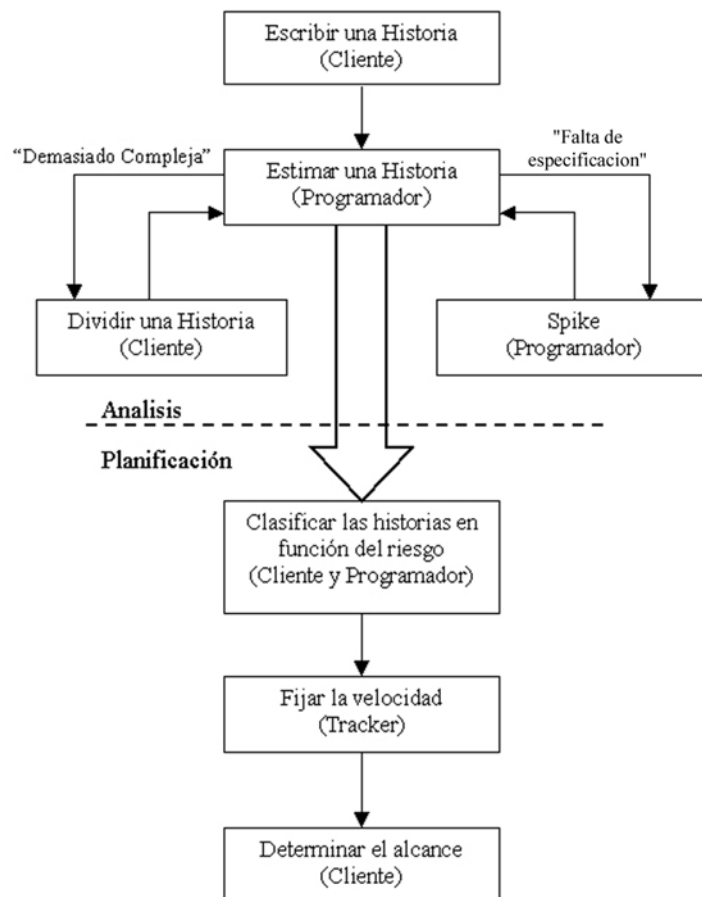 Escribir una Historia
(Cliente)
“Demasiado Compleja”
"Falta de
especificacion"
Estimar una Historia
(Programador)
Dividir una Historia
(Cliente)
Spike
(Programador)
Analisis
Planificación
Clasificar las historias en
función del riesgo
(Cliente y Programador)
Fijar la velocidad
(Tracker)
Determinar el alcance
(Cliente)